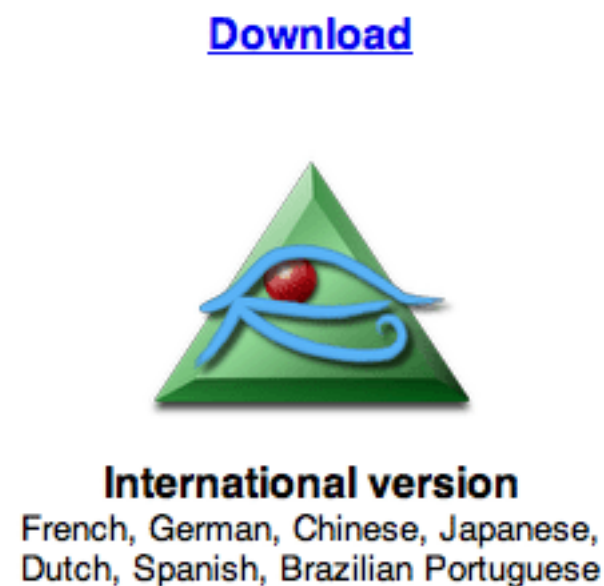 Download
International version
French, German, Chinese, Japanese,
Dutch, Spanish, Brazilian Portuguese